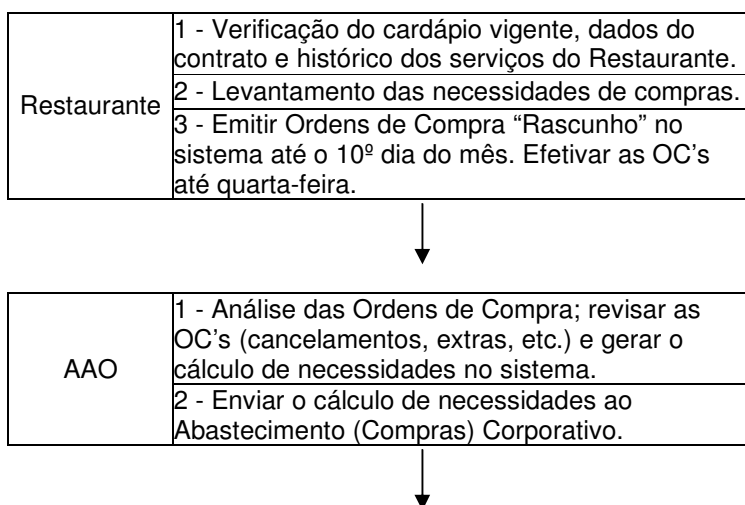 Restaurante
1 - Verificação do cardápio vigente, dados do
contrato e histórico dos serviços do Restaurante.
2 - Levantamento das necessidades de compras.
3 - Emitir Ordens de Compra “Rascunho” no
sistema até o 10º dia do mês. Efetivar as OC’s
até quarta-feira.
AAO
1 - Análise das Ordens de Compra; revisar as
OC’s (cancelamentos, extras, etc.) e gerar o
cálculo de necessidades no sistema.
2 - Enviar o cálculo de necessidades ao
Abastecimento (Compras) Corporativo.